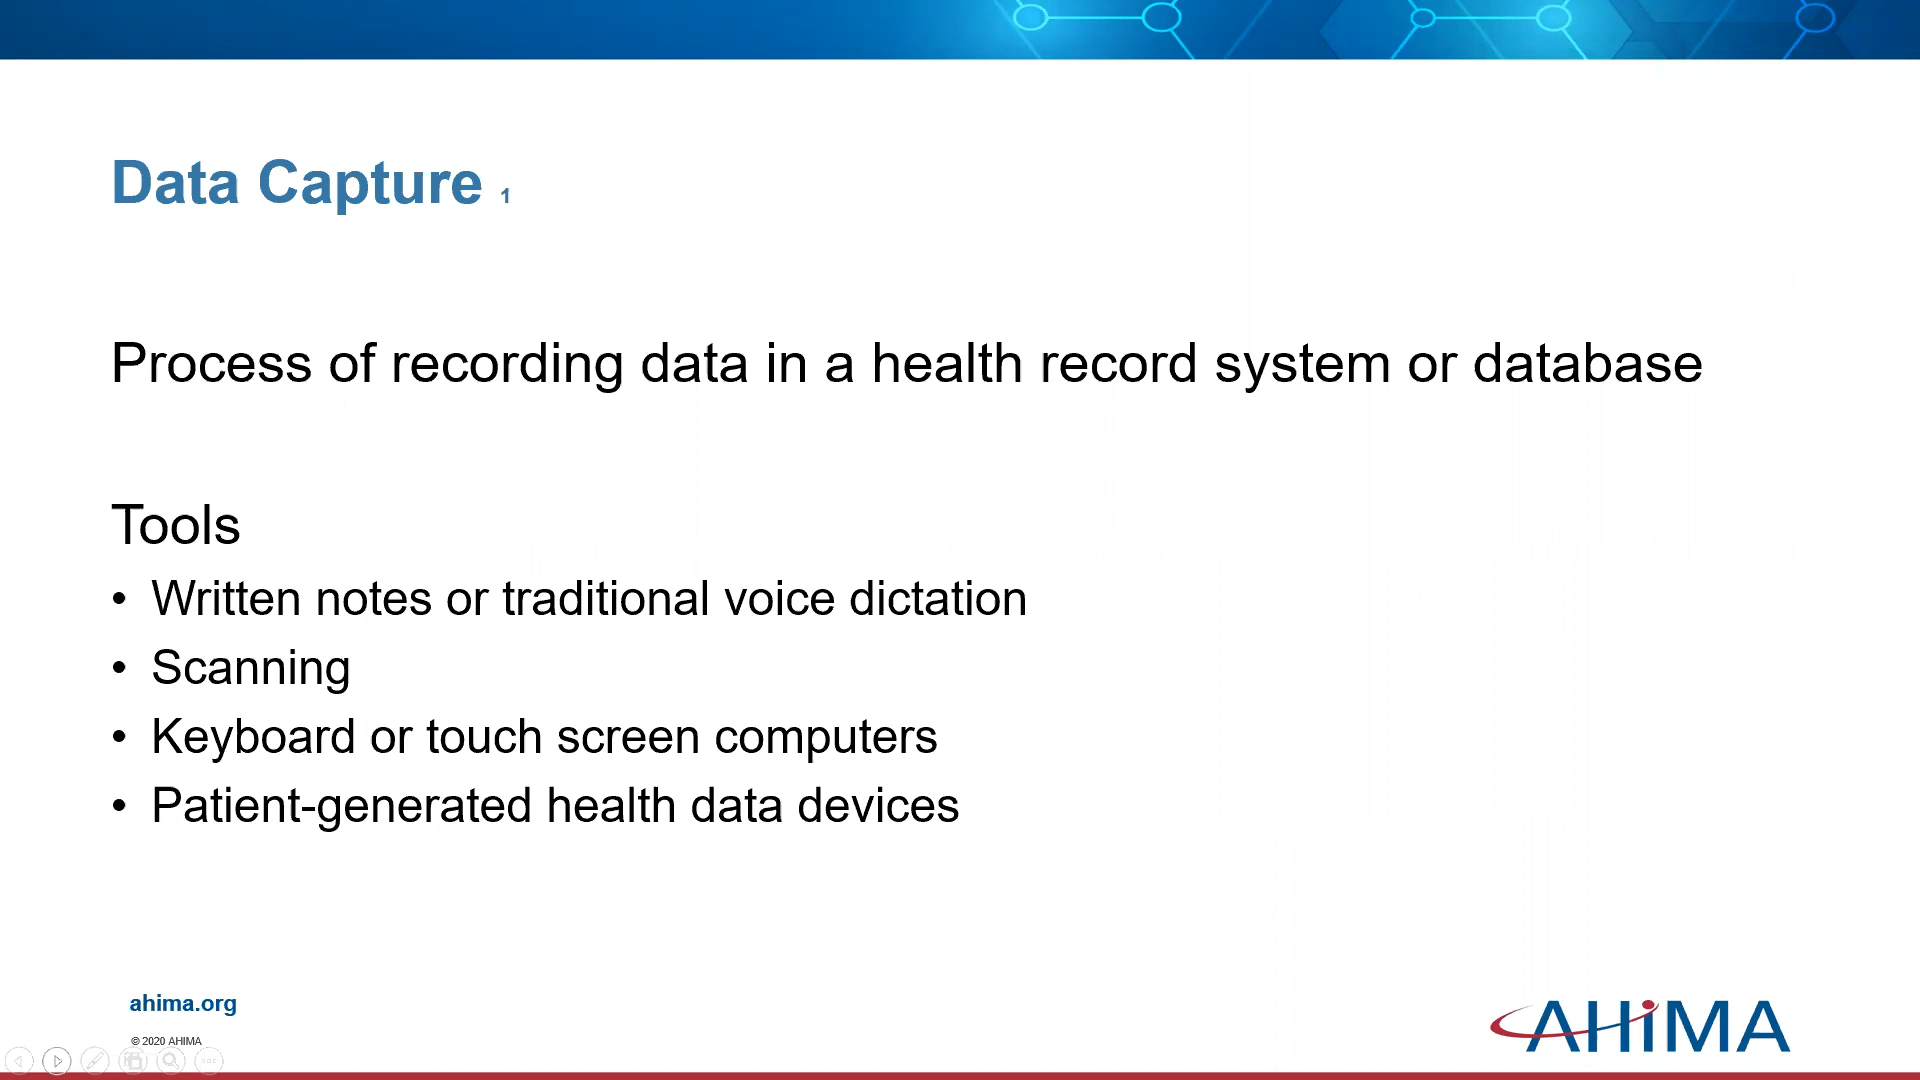 Data Capture 1
Process of recording data in a health record system or database
Tools
• Written notes or traditional voice dictation
• Scanning
• Keyboard or touch screen computers
• Patient-generated health data devices
ahima.org
© 2020 AHIMA
AHiMA